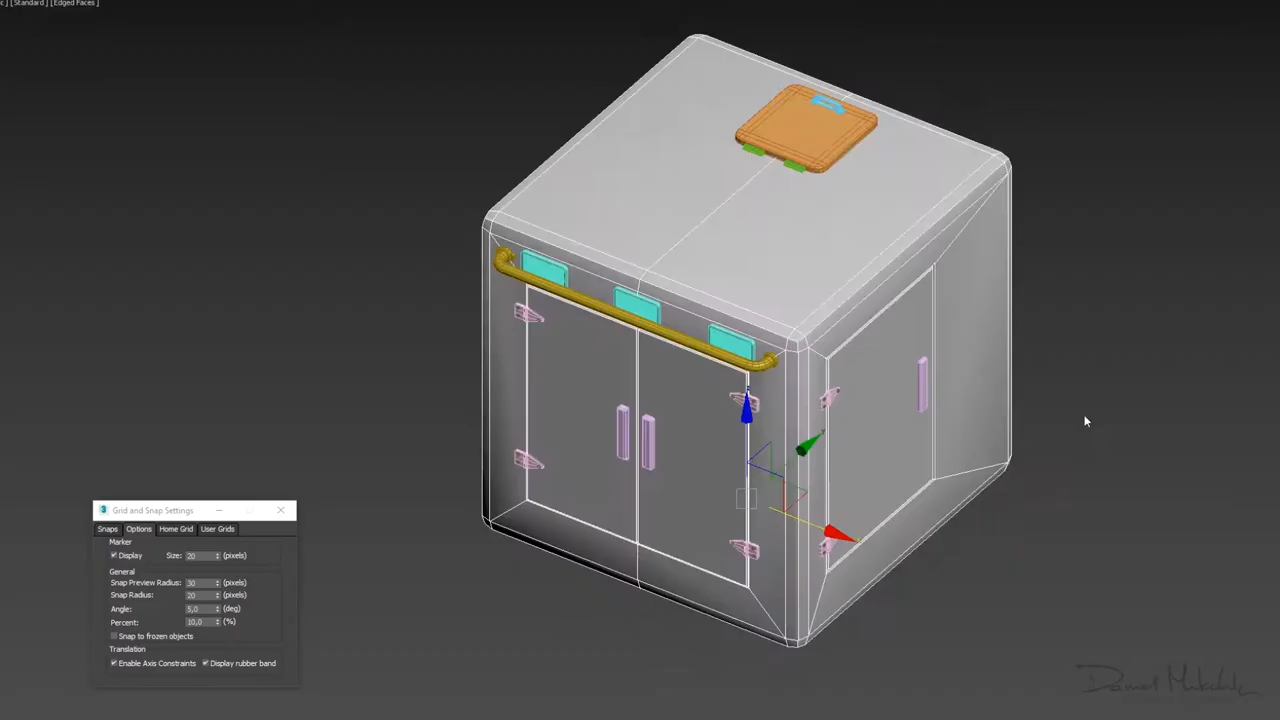 ] [Standard] [Edged Faces]
Grid and Snap Settings
Snaps Options Home Grid User Grids
Marker
Display Size: 20 (pixels)
General
Snap Preview Radius: 30 (pixels)
Snap Radius: 20 (pixels)
Angle: 5,0 (deg)
Percent: 10,0 (%)
Snap to frozen objects
Translation
Enable Axis Constraints Display rubber band